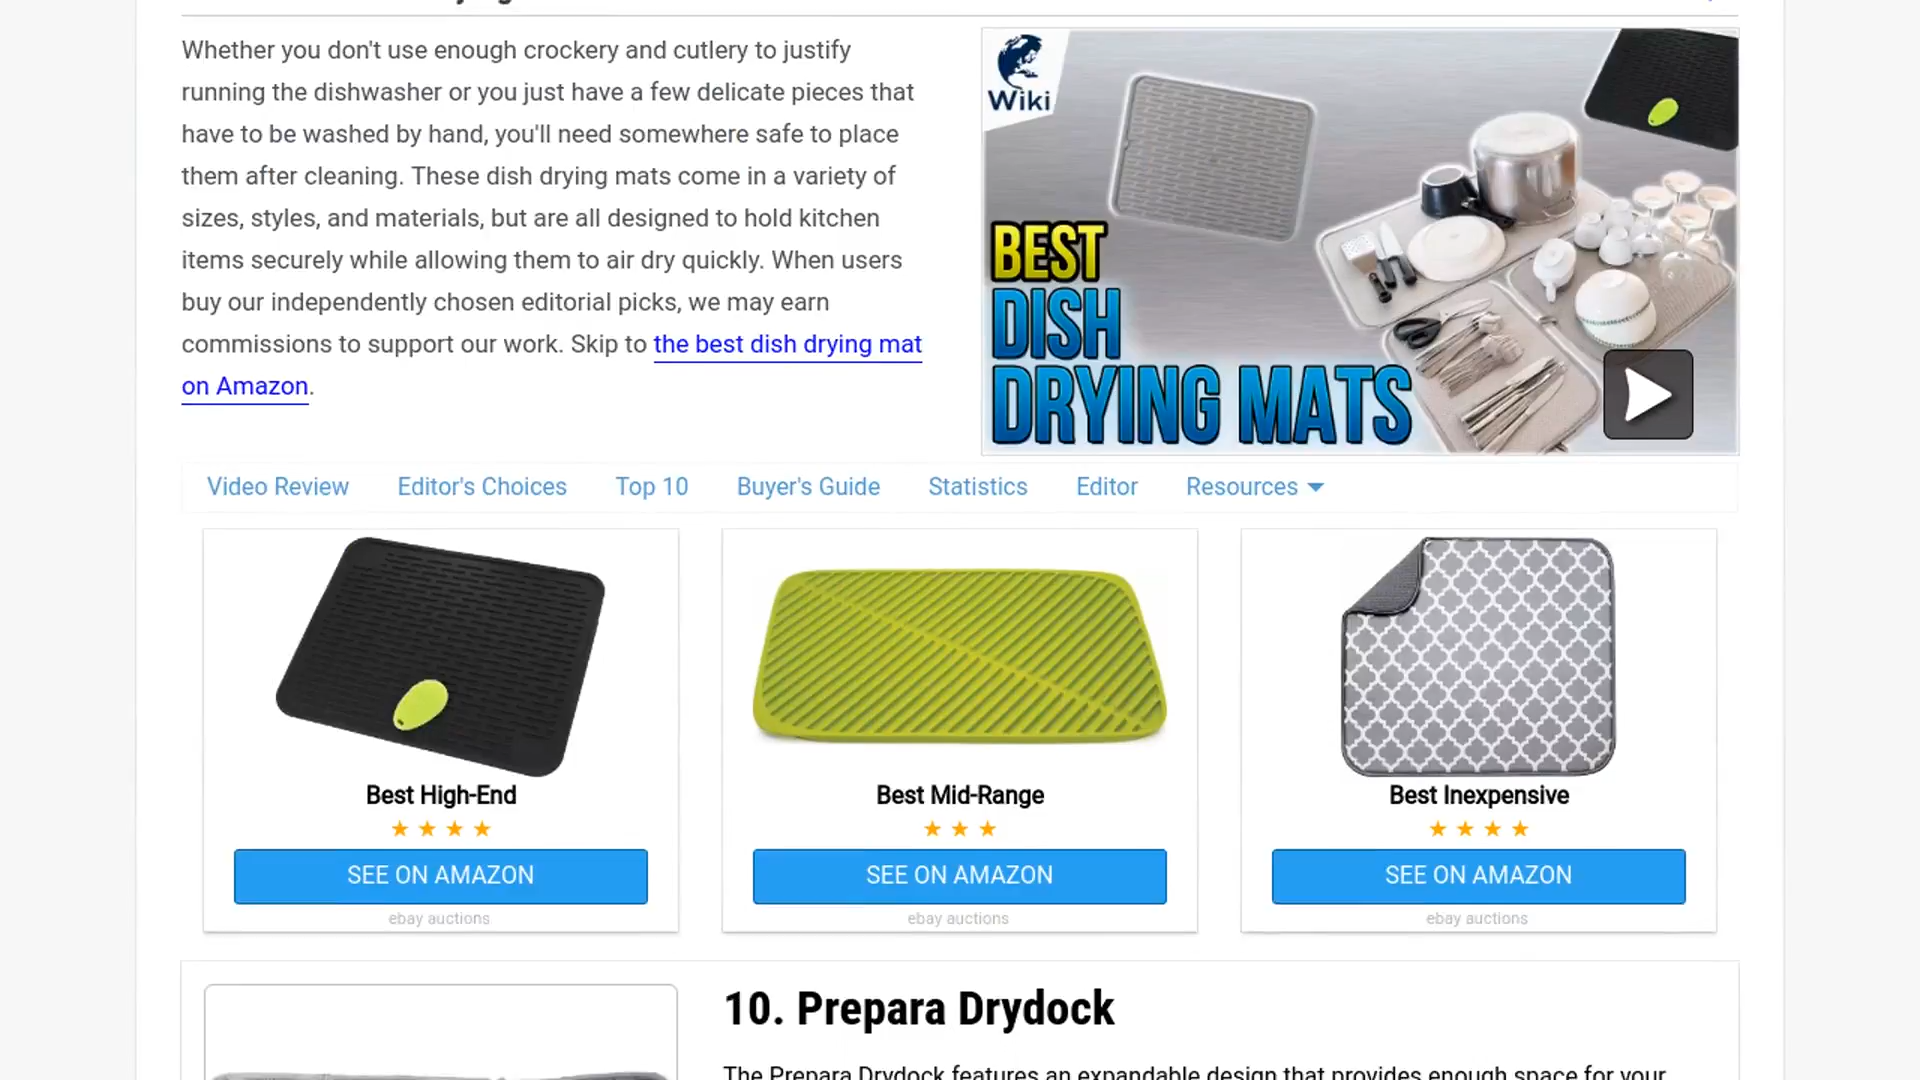 Whether you don't use enough crockery and cutlery to justify
running the dishwasher or you just have a few delicate pieces that
have to be washed by hand, you'll need somewhere safe to place
them after cleaning. These dish drying mats come in a variety of
sizes, styles, and materials, but are all designed to hold kitchen
items securely while allowing them to air dry quickly. When users
buy our independently chosen editorial picks, we may earn
commissions to support our work. Skip to the best dish drying mat
on Amazon.
Wiki
BEST
DISH
DRYING MATS
Video Review Editor's Choices Top 10 Buyer's Guide Statistics Editor Resources
Best High-End
SEE ON AMAZON
ebay auctions
Best Mid-Range
SEE ON AMAZON
ebay auctions
Best Inexpensive
SEE ON AMAZON
ebay auctions
10. Prepara Drydock
The Prepara Drydock features an expandable design that provides enough space for your